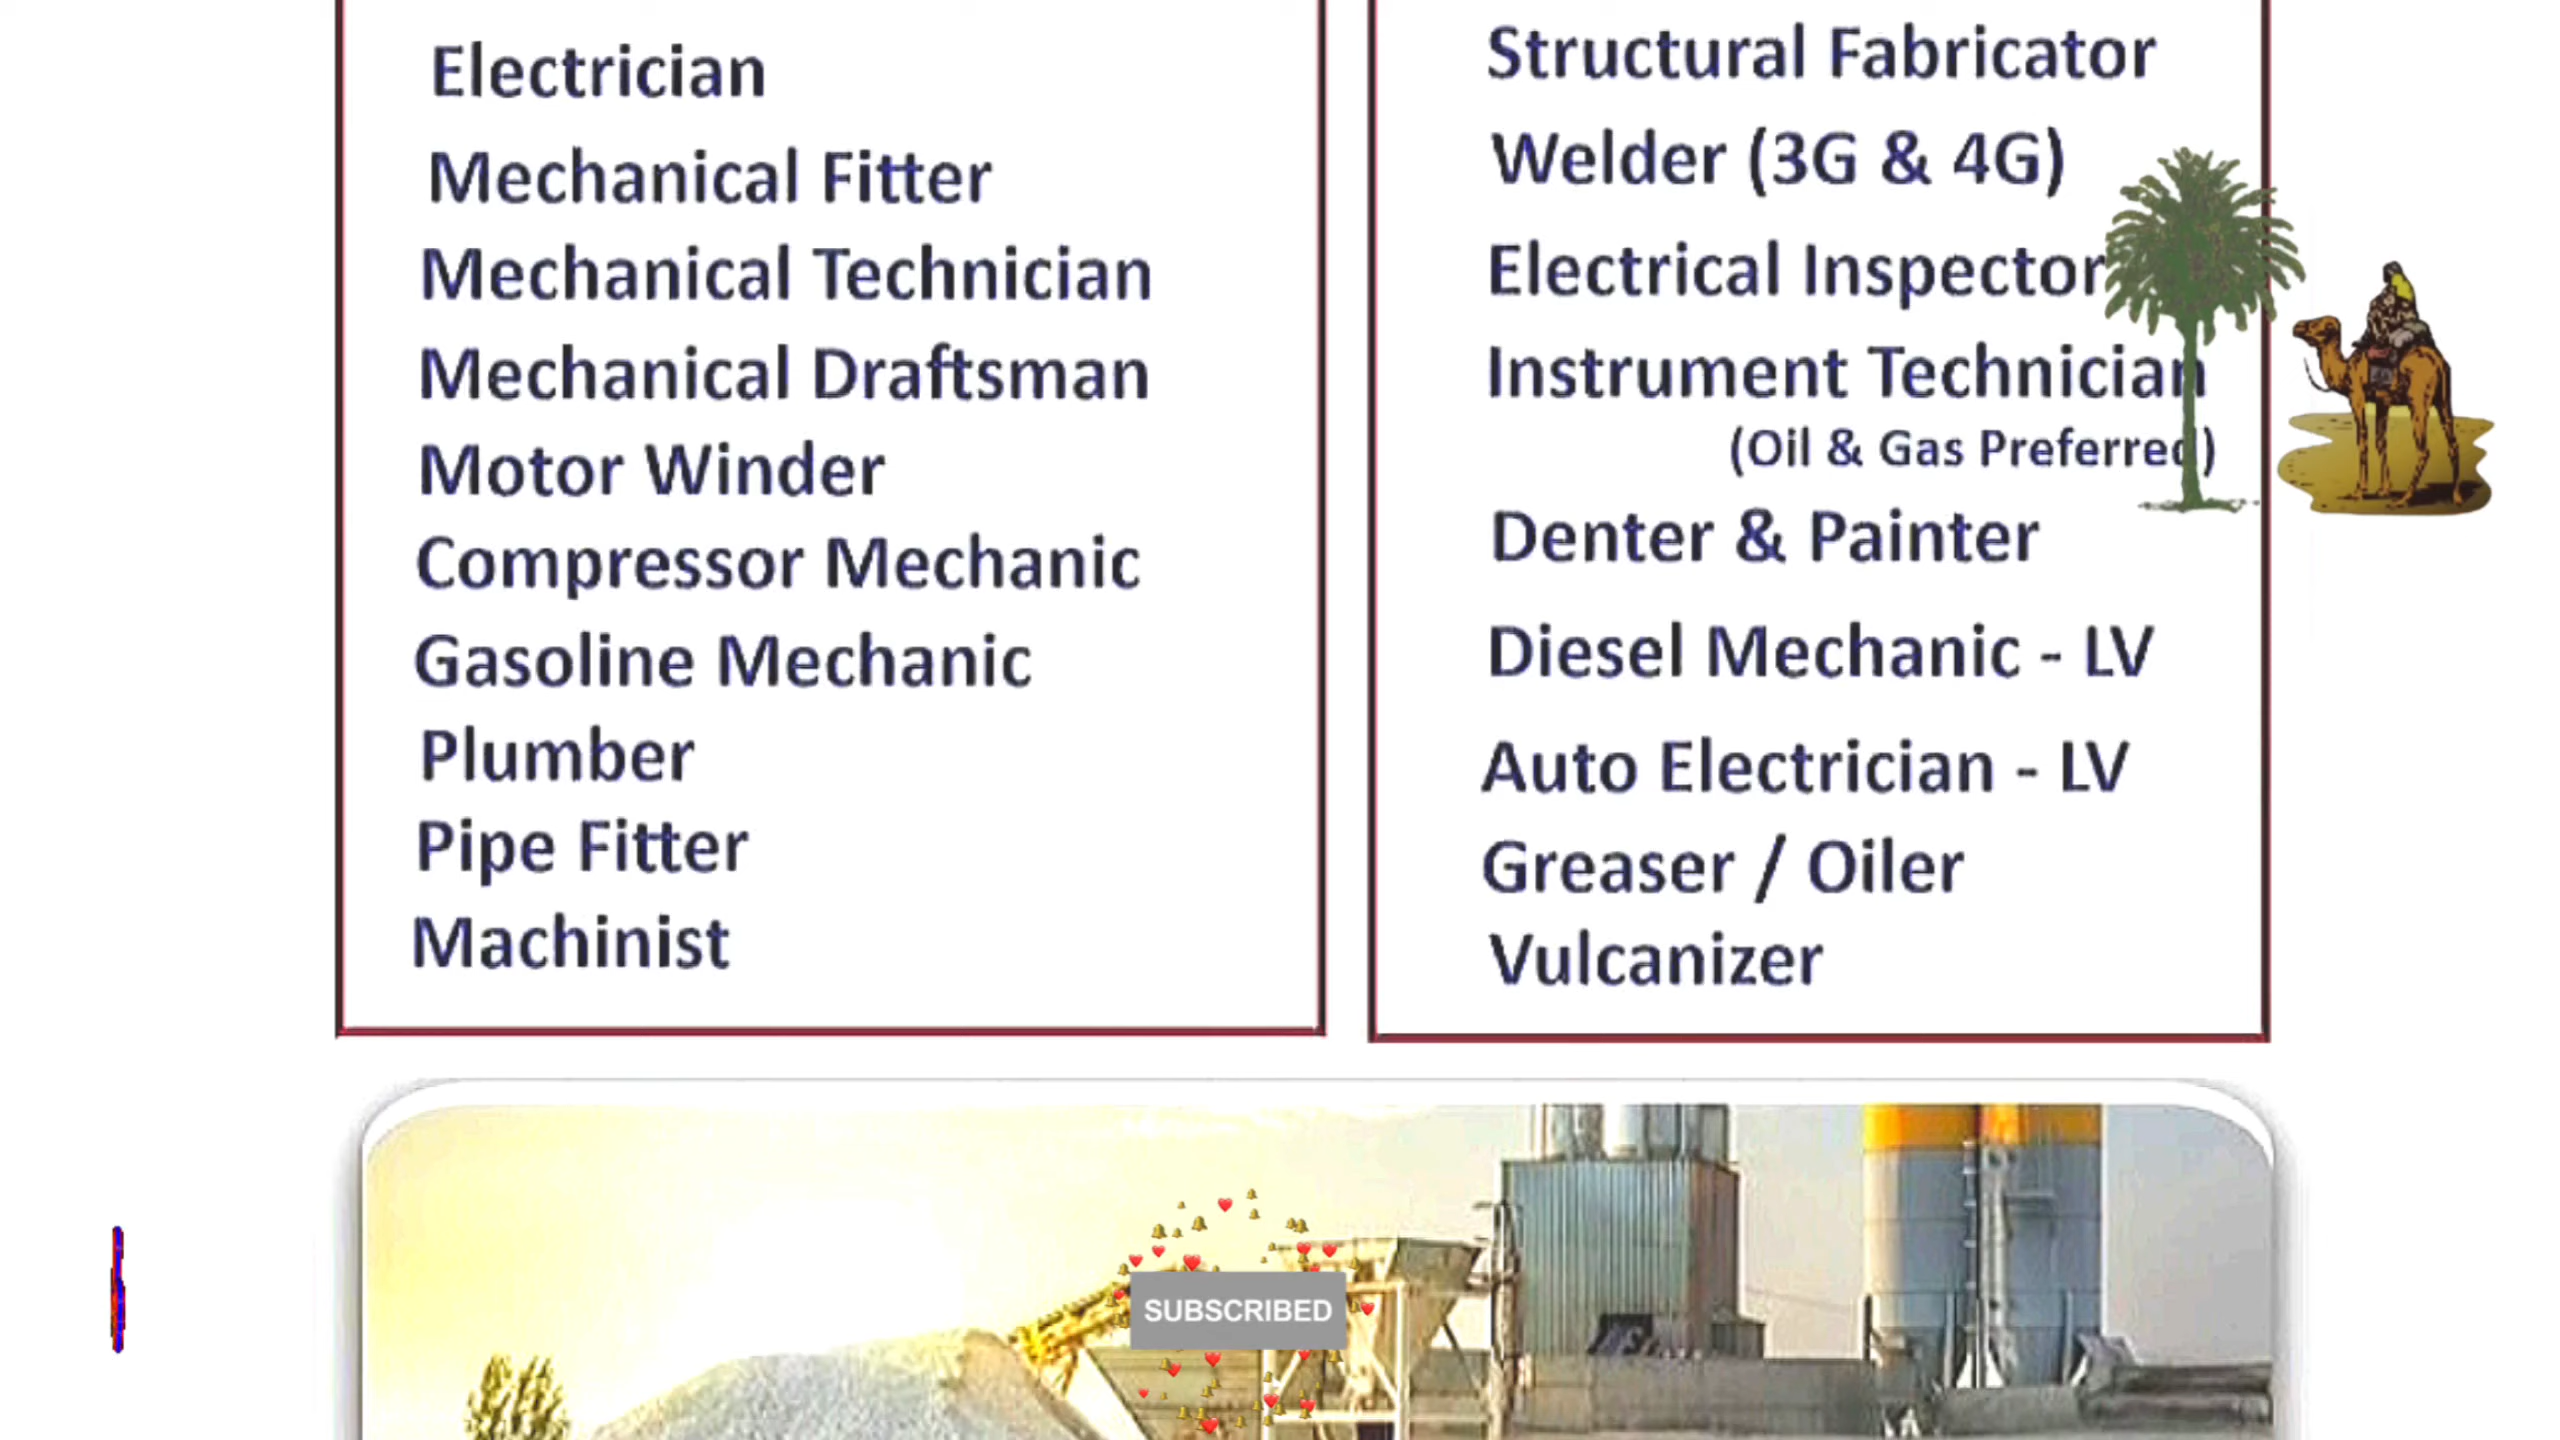 Electrician
Mechanical Fitter
Mechanical Technician
Mechanical Draftsman
Motor Winder
Compressor Mechanic
Gasoline Mechanic
Plumber
Pipe Fitter
Machinist
Structural Fabricator
Welder (3G & 4G)
Electrical Inspector
Instrument Technician
(Oil & Gas Preferred)
Denter & Painter
Diesel Mechanic - LV
Auto Electrician - LV
Greaser / Oiler
Vulcanizer
SUBSCRIBED